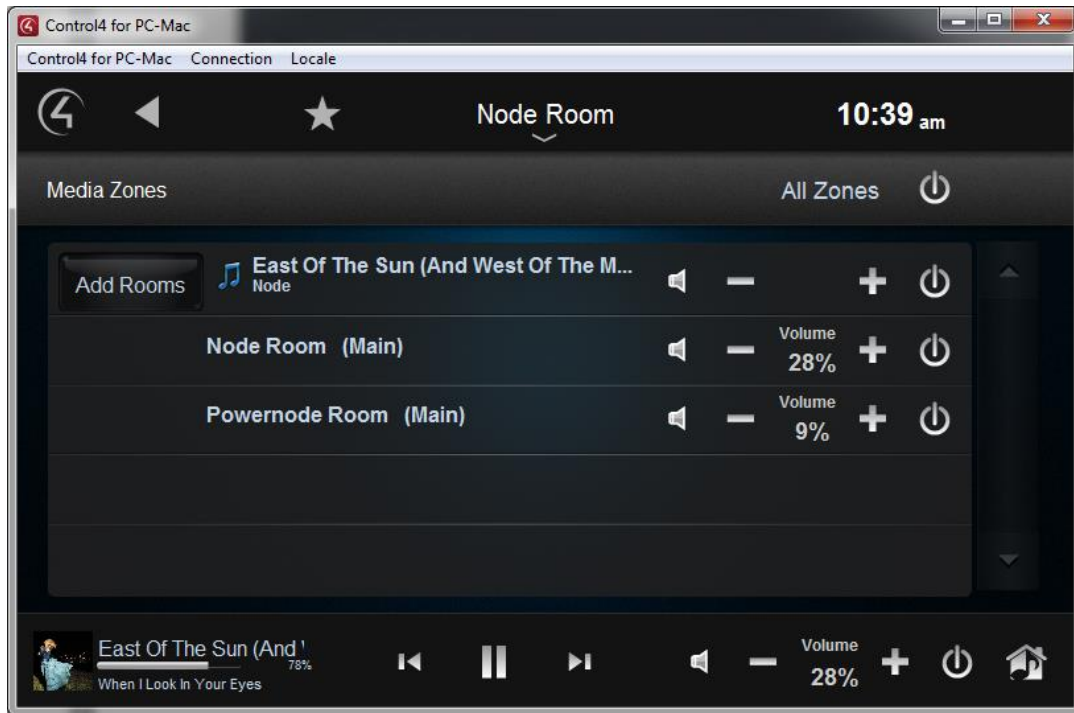 Control4 for PC-Mac
Control4 for PC-Mac Connection Locale
Node Room
10:39 am
Media Zones
All Zones
Add Rooms
East Of The Sun (And West Of The M...
Node
Node Room (Main)
Volume
28%
Powernode Room (Main)
Volume
9%
East Of The Sun (And
78%
When I Look In Your Eyes
Volume
28%